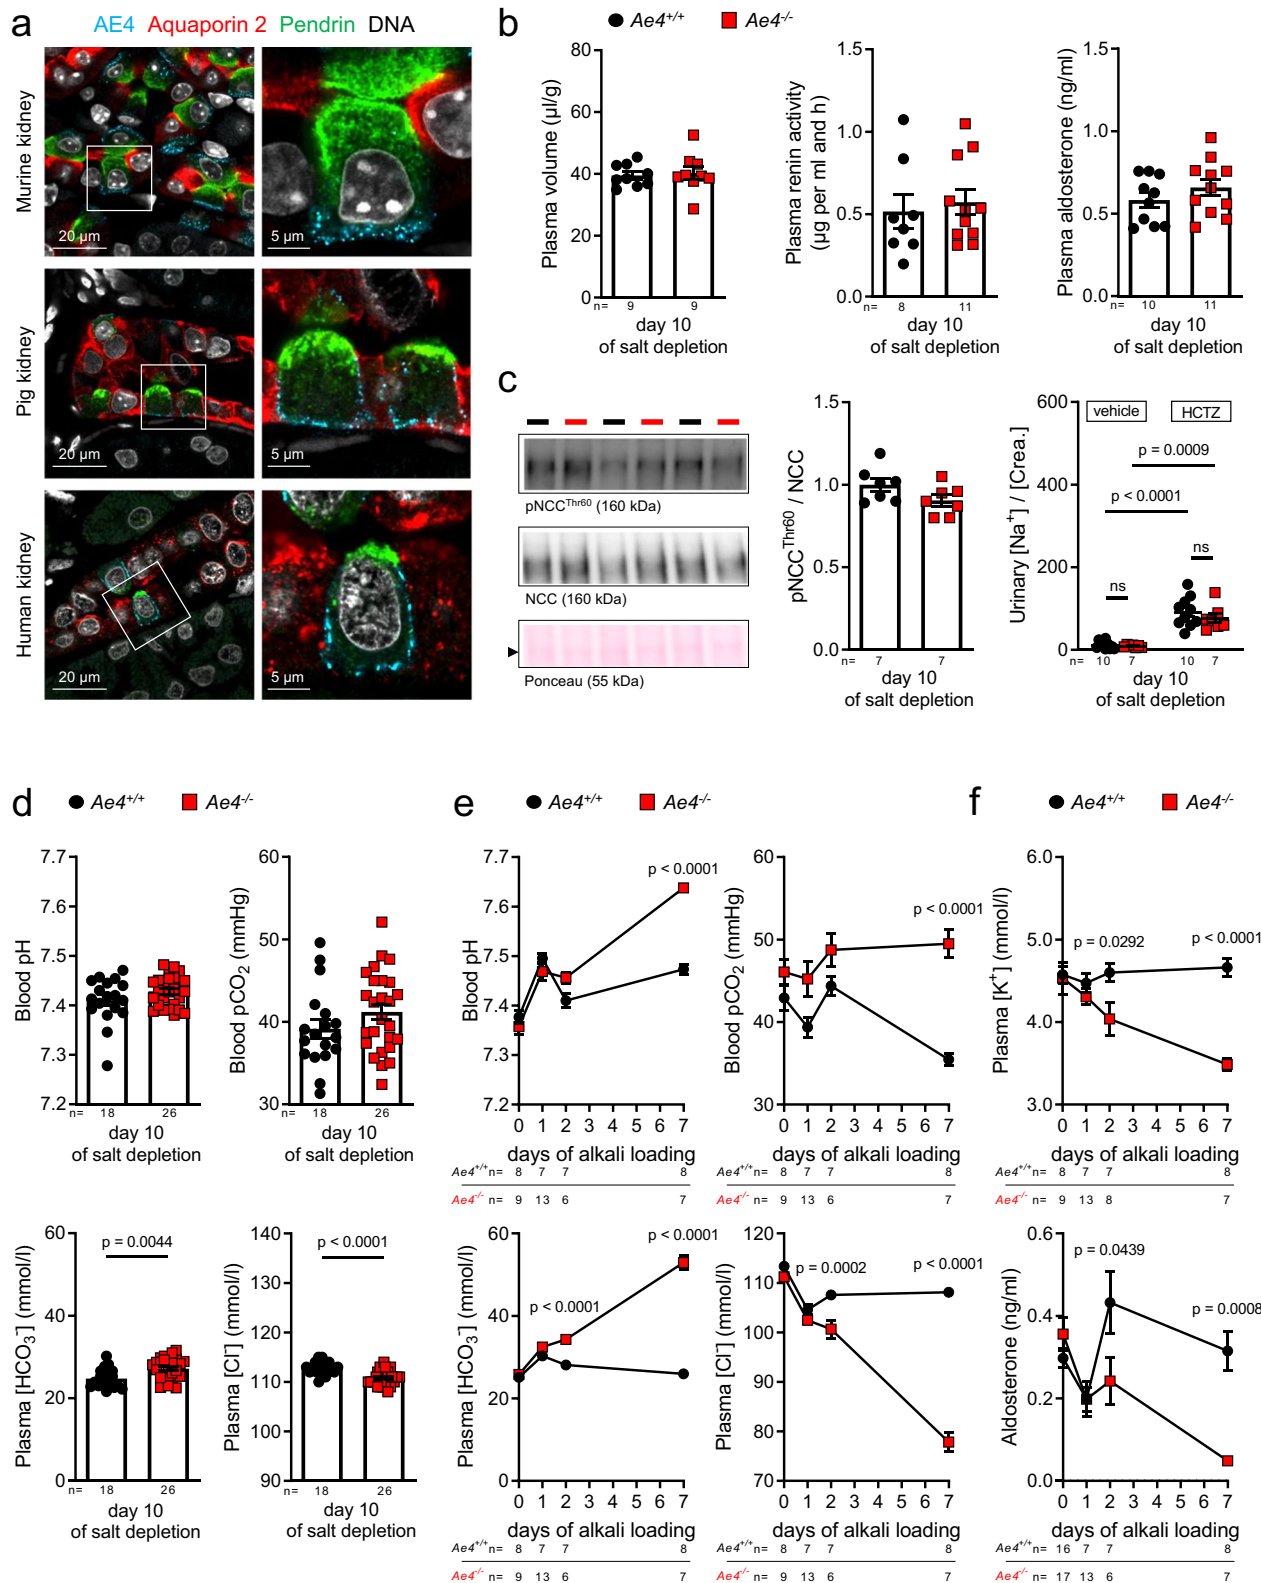 a
AE4 Aquaporin 2 Pendrin DNA
Murine kidney
20 µm
5 µm
Pig kidney
20 µm
5 µm
Human kidney
20 µm
5 µm
b
Ae4+/+ Ae4-/-
Plasma volume (µl/g)
80
60
40
20
0
n= 9 9
day 10
of salt depletion
Plasma renin activity
(µg per ml and h)
1.5
1.0
0.5
0.0
n= 8 11
day 10
of salt depletion
Plasma aldosterone (ng/ml)
1.5
1.0
0.5
0.0
n= 10 11
day 10
of salt depletion
c
pNCCThr60 (160 kDa)
NCC (160 kDa)
Ponceau (55 kDa)
pNCCThr60 / NCC
1.5
1.0
0.5
0.0
n= 7 7
day 10
of salt depletion
Urinary [Na+] / [Crea.]
600
400
200
0
vehicle HCTZ
p = 0.0009
p < 0.0001
ns
ns
n= 10 7 10 7
day 10
of salt depletion
d
Ae4+/+ Ae4-/-
Blood pH
7.7
7.6
7.5
7.4
7.3
7.2
n= 18 26
day 10
of salt depletion
Blood pCO2 (mmHg)
60
50
40
30
n= 18 26
day 10
of salt depletion
Plasma [HCO3-] (mmol/l)
60
40
20
0
p = 0.0044
n= 18 26
day 10
of salt depletion
Plasma [Cl-] (mmol/l)
140
130
120
110
100
90
p < 0.0001
n= 18 26
day 10
of salt depletion
e
Ae4+/+ Ae4-/-
Blood pH
7.7
7.6
7.5
7.4
7.3
7.2
p < 0.0001
0 1 2 3 4 5 6 7
days of alkali loading
Ae4+/+ n= 8 7 7 8
Ae4-/- n= 9 13 6 7
Blood pCO2 (mmHg)
60
50
40
30
p < 0.0001
0 1 2 3 4 5 6 7
days of alkali loading
n= 8 7 7 8
n= 9 13 6 7
Plasma [HCO3-] (mmol/l)
60
40
20
0
p < 0.0001
p < 0.0001
0 1 2 3 4 5 6 7
days of alkali loading
Ae4+/+ n= 8 7 7 8
Ae4-/- n= 9 13 6 7
Plasma [Cl-] (mmol/l)
120
110
100
90
80
70
p = 0.0002
p < 0.0001
0 1 2 3 4 5 6 7
days of alkali loading
n= 8 7 7 8
n= 9 13 6 7
f
Ae4+/+ Ae4-/-
Plasma [K+] (mmol/l)
6.0
5.0
4.0
3.0
p = 0.0292
p < 0.0001
0 1 2 3 4 5 6 7
days of alkali loading
Ae4+/+ n= 8 7 7 8
Ae4-/- n= 9 13 8 7
Aldosterone (ng/ml)
0.6
0.4
0.2
0.0
p = 0.0439
p = 0.0008
0 1 2 3 4 5 6 7
days of alkali loading
Ae4+/+ n= 16 7 7 8
Ae4-/- n= 17 13 6 7